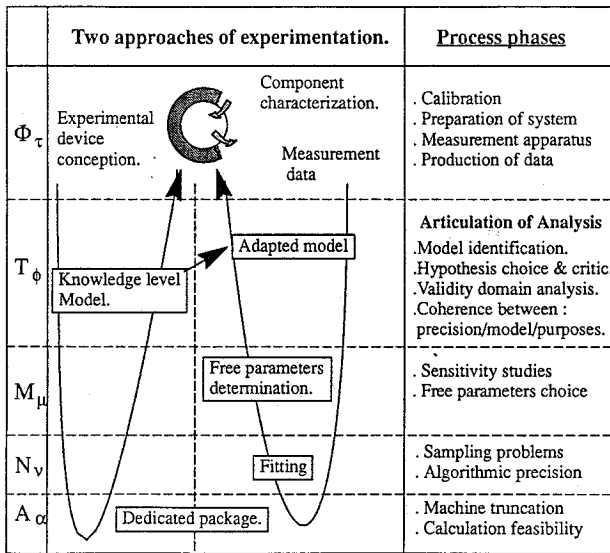 Two approaches of experimentation.
Process phases
Φτ
Experimental
device
conception.
Component
characterization.
Measurement
data
. Calibration
. Preparation of system
. Measurement apparatus
. Production of data
Tϕ
Knowledge level
Model.
Adapted model
Articulation of Analysis
.Model identification.
.Hypothesis choice & critic.
.Validity domain analysis.
.Coherence between :
precision/model/purposes.
Mμ
Free parameters
determination.
. Sensitivity studies
. Free parameters choice
Nν
Fitting
. Sampling problems
. Algorithmic precision
Aα
Dedicated package.
. Machine truncation
. Calculation feasibility